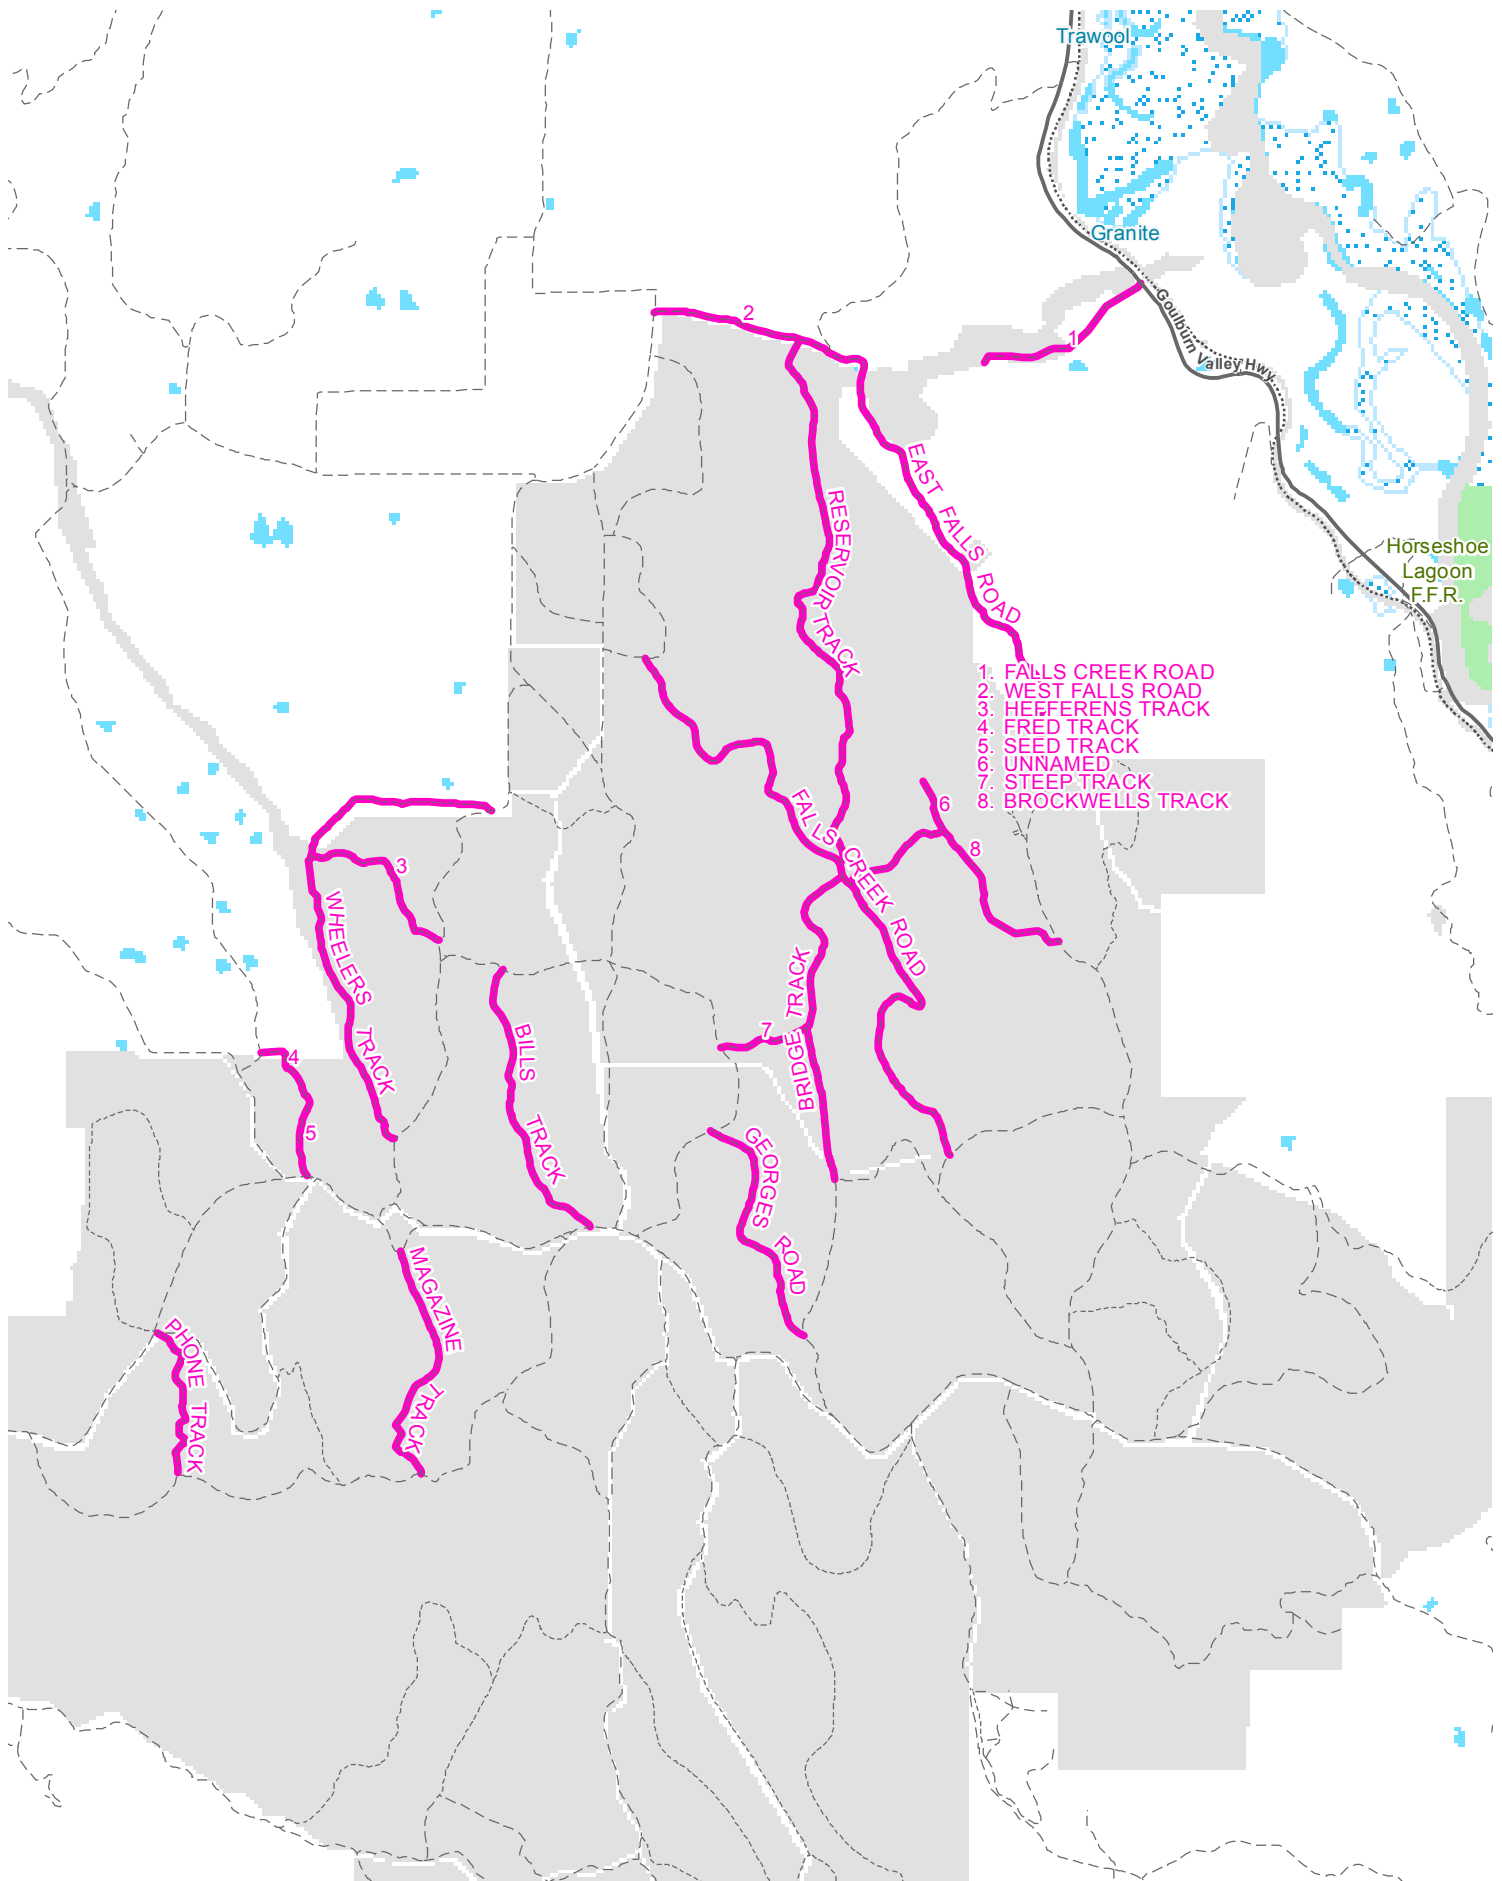 Trawool
Granite
2
1
Goulburn Valley Hwy
EAST FALLS ROAD
RESERVOIR TRACK
Horseshoe
Lagoon
F.F.R.
1. FALLS CREEK ROAD
2. WEST FALLS ROAD
3. HEFFERENS TRACK
4. FRED TRACK
5. SEED TRACK
6. UNNAMED
7. STEEP TRACK
8. BROCKWELLS TRACK
FALLS CREEK ROAD
6
8
3
WHEELERS TRACK
BRIDGE TRACK
7
BILLS TRACK
4
5
GEORGES ROAD
MAGAZINE TRACK
PHONE TRACK